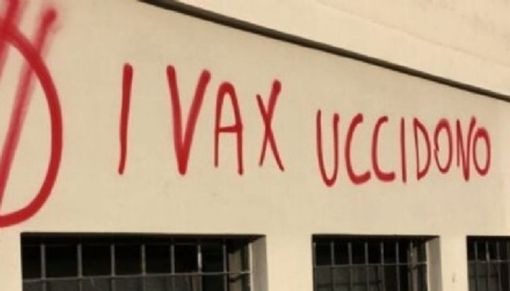 I VAX UCCIDONO